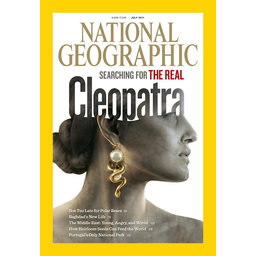 JULY 2011
NATIONAL
GEOGRAPHIC
SEARCHING FOR THE REAL
Cleopatra
Not Too Late for Polar Bears
Baghdad's New Life
The Middle East: Young, Angry, and Wired
How Heirloom Seeds Can Feed the World
Portugal's Only National Park